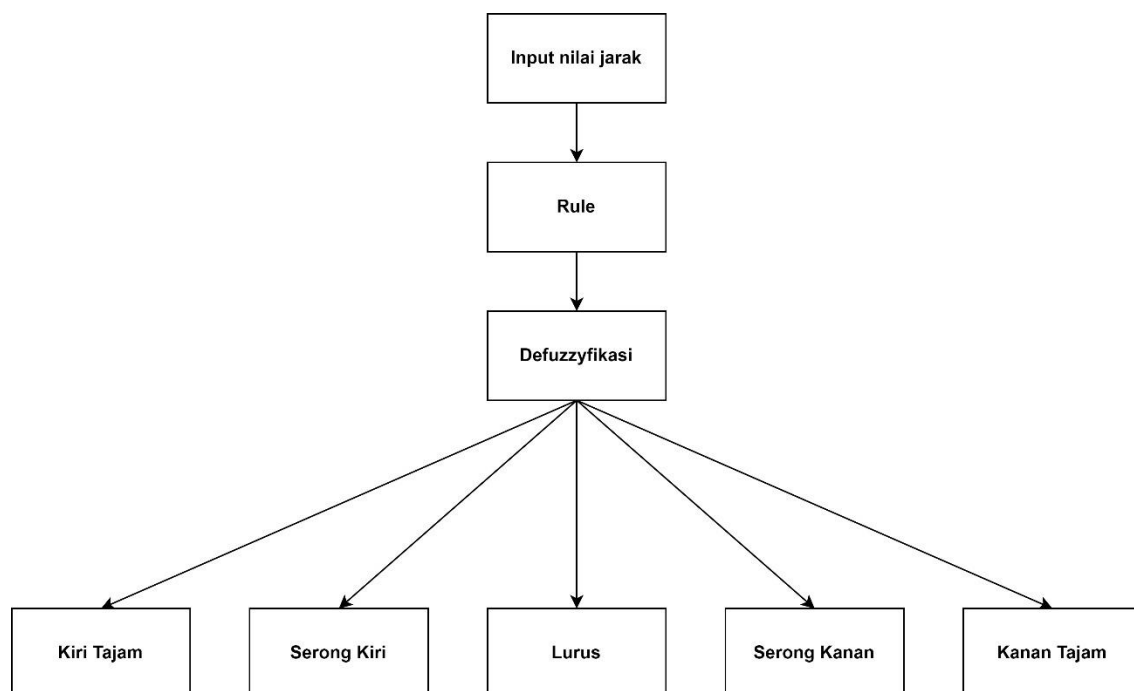 Input nilai jarak
Rule
Defuzzyfikasi
Kiri Tajam
Serong Kiri
Lurus
Serong Kanan
Kanan Tajam